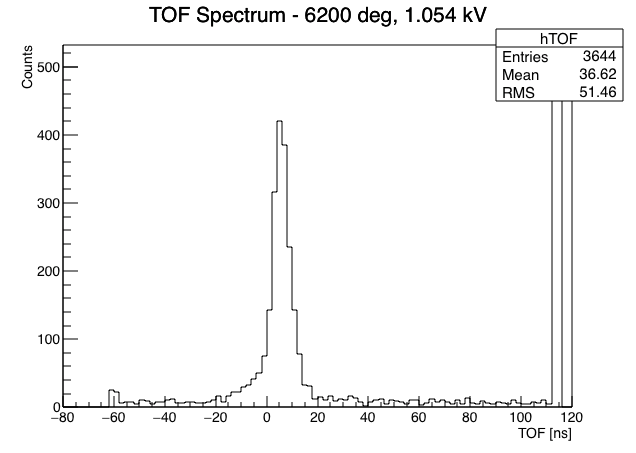 TOF Spectrum - 6200 deg, 1.054 kV
hTOF
Entries 3644
Mean 36.62
RMS 51.46
Counts
500
400
300
200
100
0
−80 −60 −40 −20 0 20 40 60 80 100 120
TOF [ns]